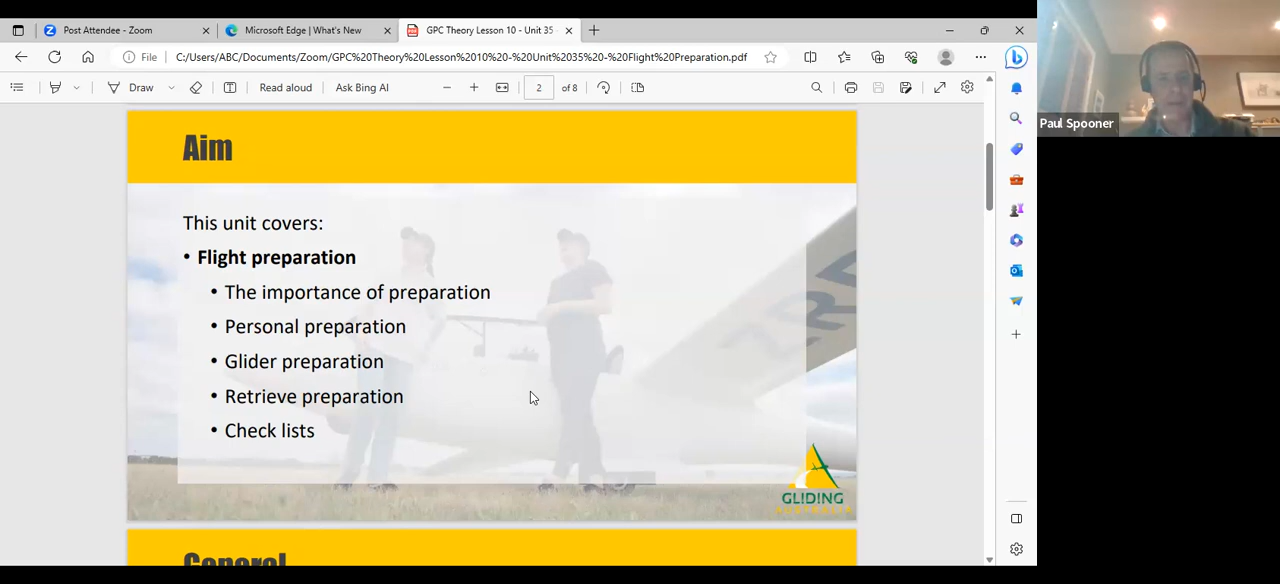 Post Attendee - Zoom
Microsoft Edge | What's New
GPC Theory Lesson 10 - Unit 35
File
C:/Users/ABC/Documents/Zoom/GPC%20Theory%20Lesson%2010%20-%20Unit%2035%20-%20Flight%20Preparation.pdf
Draw
Read aloud
Ask Bing AI
2
of 8
Paul Spooner
Aim
This unit covers:
• Flight preparation
• The importance of preparation
• Personal preparation
• Glider preparation
• Retrieve preparation
• Check lists
GLIDING
AUSTRALIA
General